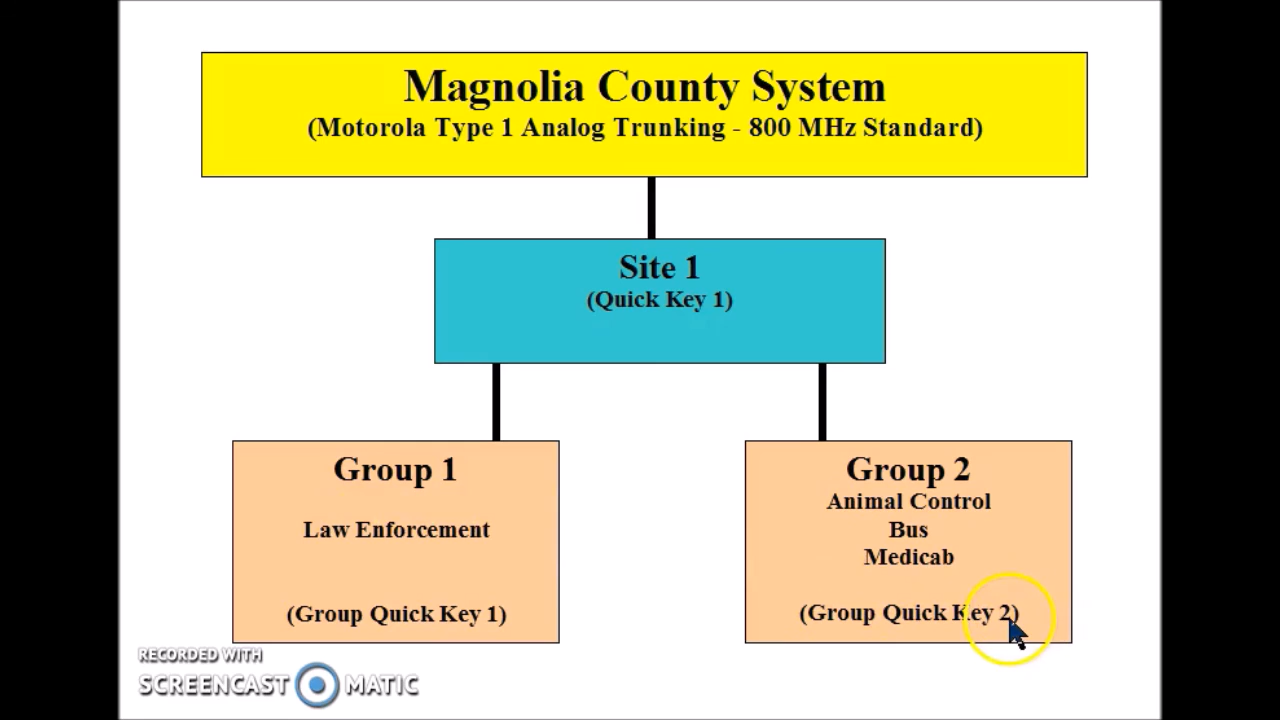 Magnolia County System
(Motorola Type 1 Analog Trunking - 800 MHz Standard)
Site 1
(Quick Key 1)
Group 1
Law Enforcement
(Group Quick Key 1)
Group 2
Animal Control
Bus
Medicab
(Group Quick Key 2)
RECORDED WITH
SCREENCAST MATIC